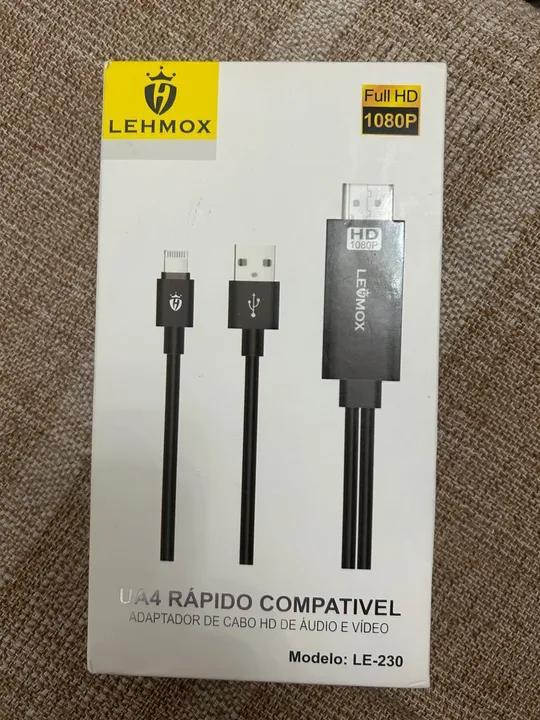 LEHMOX
Full HD
1080P
HD
1080P
LEHMOX
UA4 RÁPIDO COMPATIVEL
ADAPTADOR DE CABO HD DE ÁUDIO E VÍDEO
Modelo: LE-230